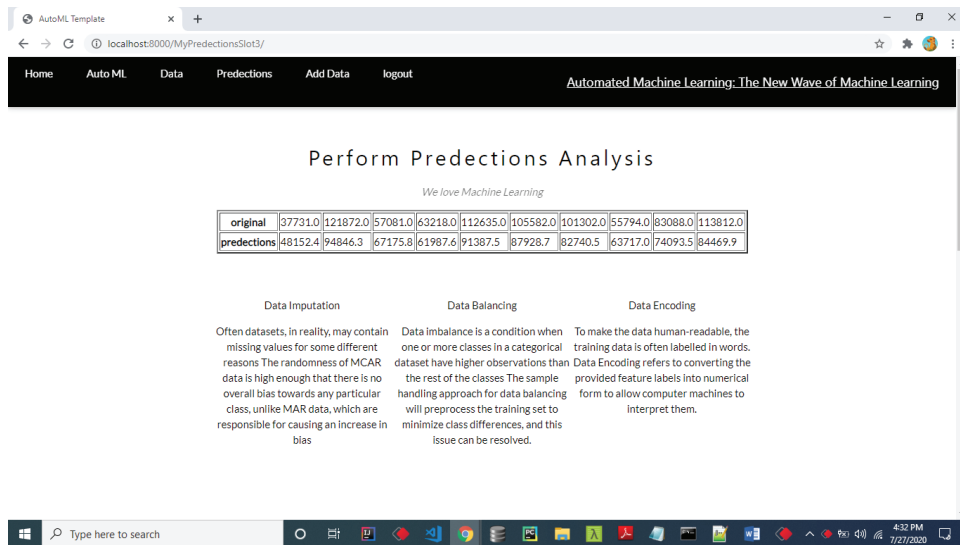 AutoML Template
localhost:8000/MyPredectionsSlot3/
Home Auto ML Data Predections Add Data logout
Automated Machine Learning: The New Wave of Machine Learning
Perform Predections Analysis
We love Machine Learning
original 37731.0 121872.0 57081.0 63218.0 112635.0 105582.0 101302.0 55794.0 83088.0 113812.0
predections 48152.4 94846.3 67175.8 61987.6 91387.5 87928.7 82740.5 63717.0 74093.5 84469.9
Data Imputation
Often datasets, in reality, may contain
missing values for some different
reasons The randomness of MCAR
data is high enough that there is no
overall bias towards any particular
class, unlike MAR data, which are
responsible for causing an increase in
bias
Data Balancing
Data imbalance is a condition when
one or more classes in a categorical
dataset have higher observations than
the rest of the classes The sample
handling approach for data balancing
will preprocess the training set to
minimize class differences, and this
issue can be resolved.
Data Encoding
To make the data human-readable, the
training data is often labelled in words.
Data Encoding refers to converting the
provided feature labels into numerical
form to allow computer machines to
interpret them.
Type here to search
4:32 PM
7/27/2020